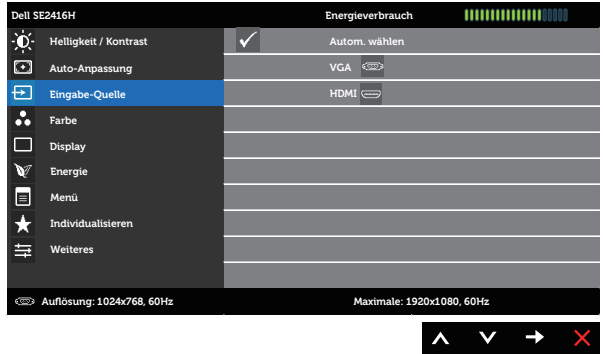 Dell SE2416H Energieverbrauch
Helligkeit / Kontrast Autom. wählen
Auto-Anpassung VGA
Eingabe-Quelle HDMI
Farbe
Display
Energie
Menü
Individualisieren
Weiteres
Auflösung: 1024x768, 60Hz Maximale: 1920x1080, 60Hz